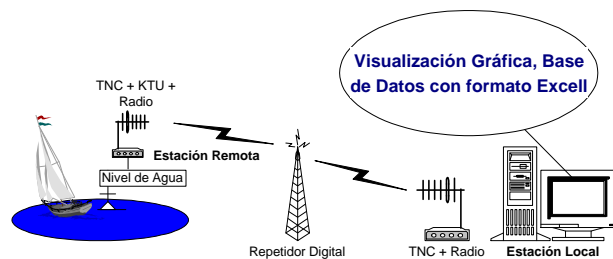 Visualización Gráfica, Base
de Datos con formato Excell
TNC + KTU +
Radio
Estación Remota
Nivel de Agua
Repetidor Digital
TNC + Radio
Estación Local